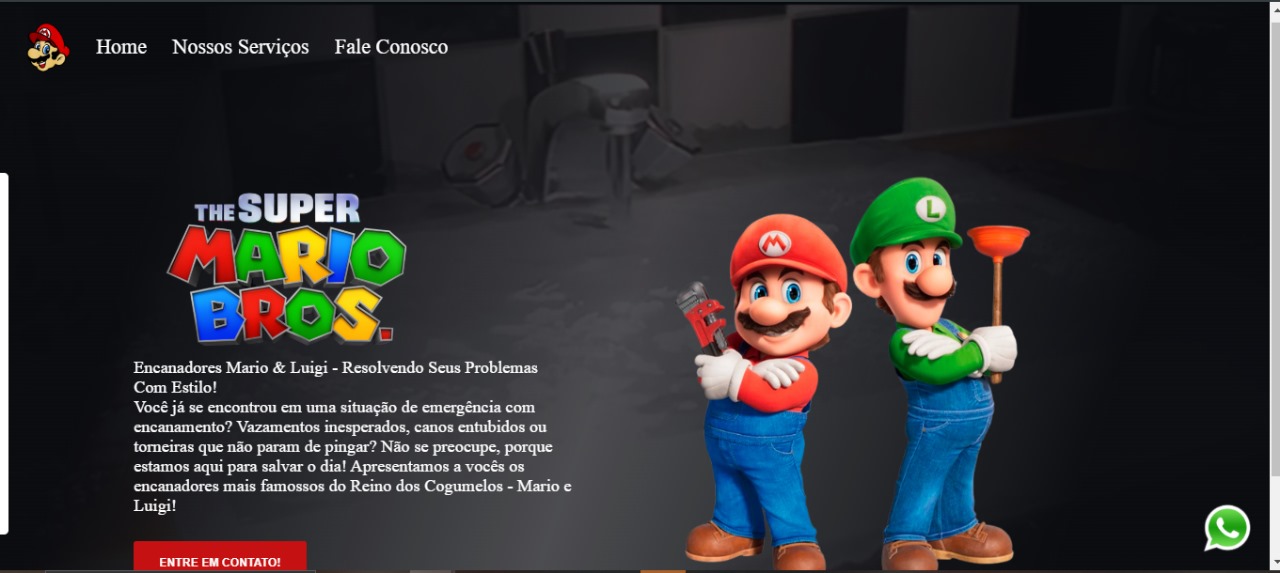 Home Nossos Serviços Fale Conosco
THE SUPER
MARIO
BROS.
M
L
Encanadores Mario & Luigi - Resolvendo Seus Problemas
Com Estilo!
Você já se encontrou em uma situação de emergência com
encanamento? Vazamentos inesperados, canos entubidos ou
torneiras que não param de pingar? Não se preocupe, porque
estamos aqui para salvar o dia! Apresentamos a vocês os
encanadores mais famossos do Reino dos Cogumelos - Mario e
Luigi!
ENTRE EM CONTATO!